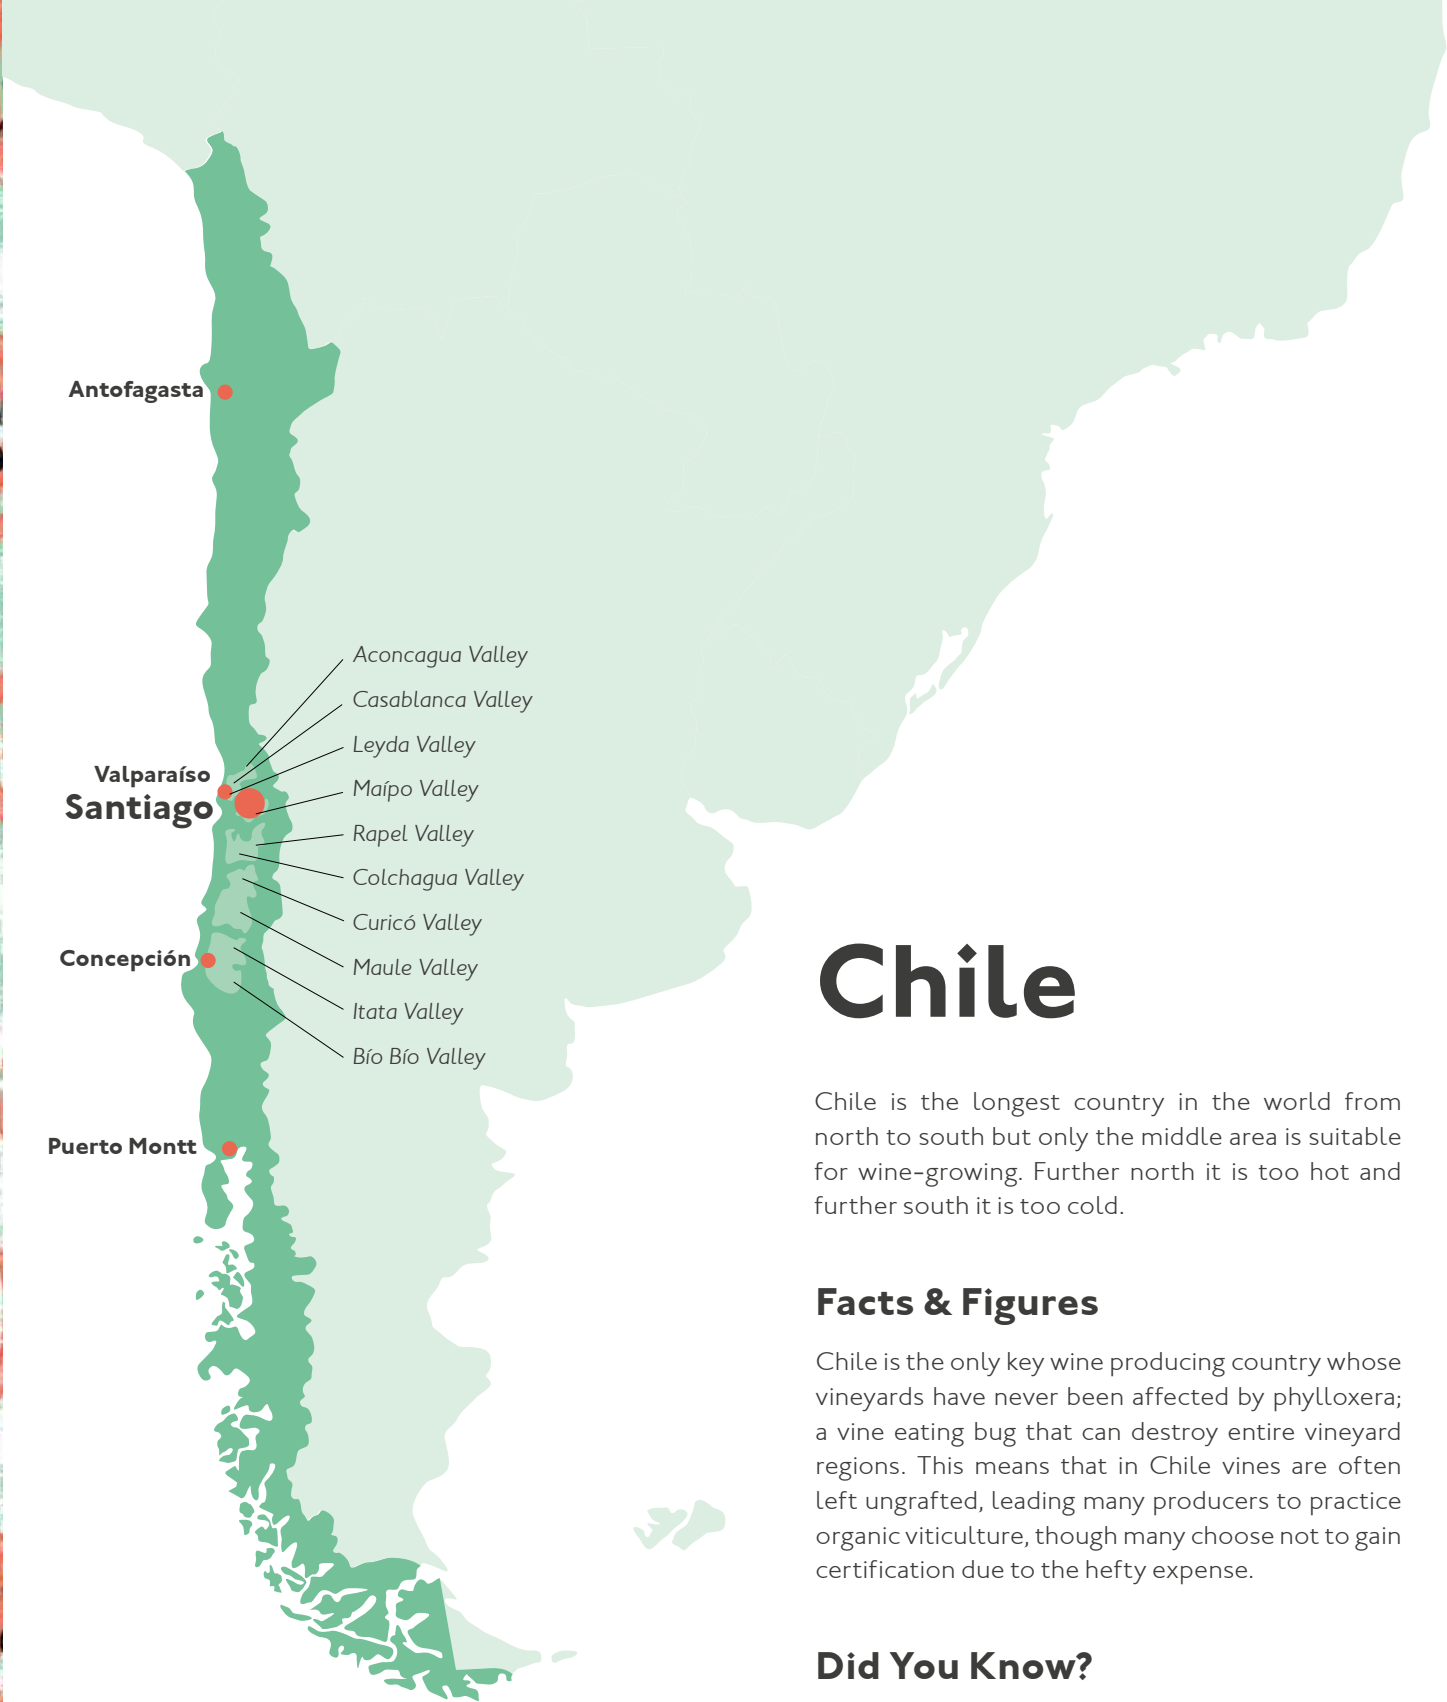 Antofagasta
Aconcagua Valley
Casablanca Valley
Leyda Valley
Valparaíso
Maípo Valley
Santiago
Rapel Valley
Colchagua Valley
Curicó Valley
Concepción
Maule Valley
Itata Valley
Bío Bío Valley
Puerto Montt
Chile
Chile is the longest country in the world from
north to south but only the middle area is suitable
for wine-growing. Further north it is too hot and
further south it is too cold.
Facts & Figures
Chile is the only key wine producing country whose
vineyards have never been affected by phylloxera;
a vine eating bug that can destroy entire vineyard
regions. This means that in Chile vines are often
left ungrafted, leading many producers to practice
organic viticulture, though many choose not to gain
certification due to the hefty expense.
Did You Know?